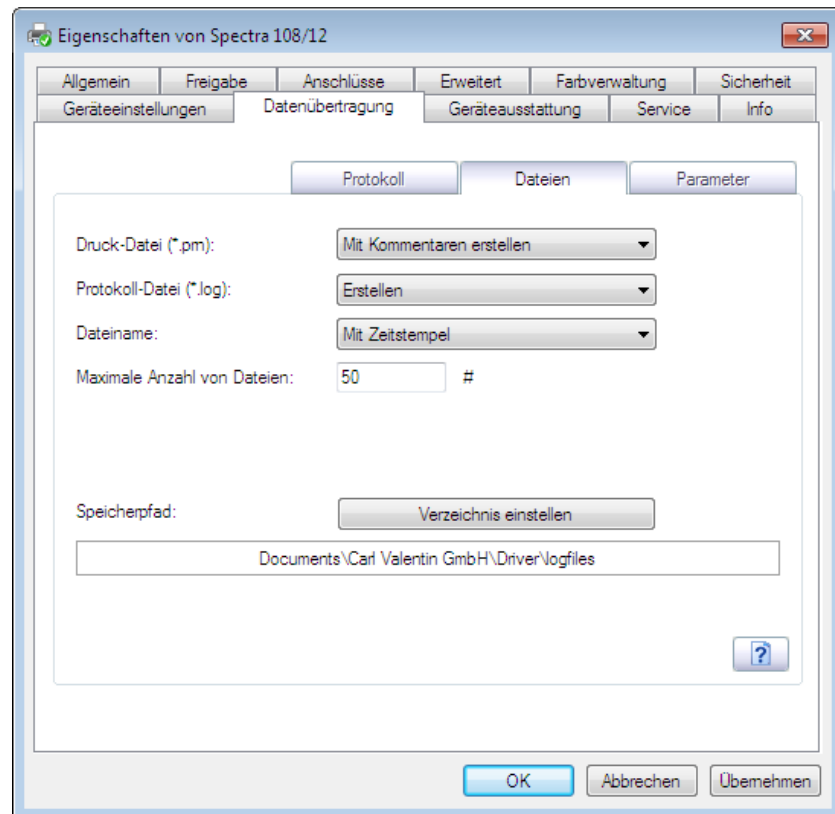 Eigenschaften von Spectra 108/12
Allgemein Freigabe Anschlüsse Erweitert Farbverwaltung Sicherheit
Geräteeinstellungen Datenübertragung Geräteausstattung Service Info
Protokoll Dateien Parameter
Druck-Datei (*.prn): Mit Kommentaren erstellen
Protokoll-Datei (*.log): Erstellen
Dateiname: Mit Zeitstempel
Maximale Anzahl von Dateien: 50 #
Speicherpfad: Verzeichnis einstellen
Documents\Carl Valentin GmbH\Driver\logfiles
?
OK Abbrechen Übernehmen